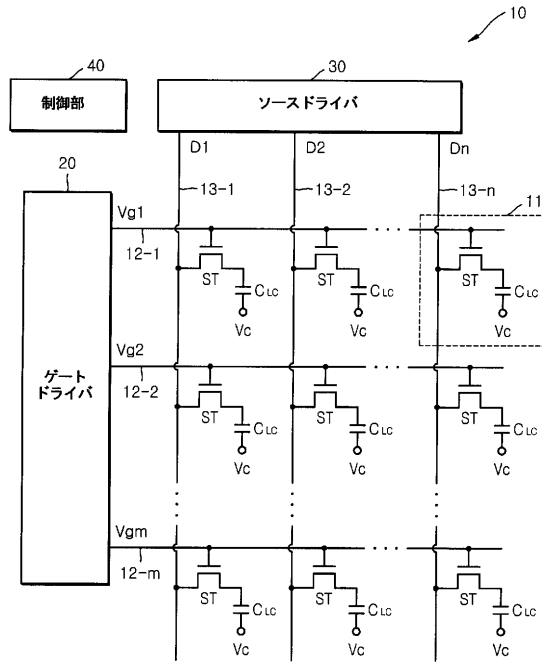 10
40
30
制御部
ソースドライバ
20
D1 D2 Dn
13-1 13-2 13-n
11
Vg1
12-1
ST ST ST
CLC CLC CLC
Vc Vc Vc
Vg2
ゲート
ドライバ
12-2
ST ST ST
CLC CLC CLC
Vc Vc Vc
Vgm
12-m
ST ST ST
CLC CLC CLC
Vc Vc Vc